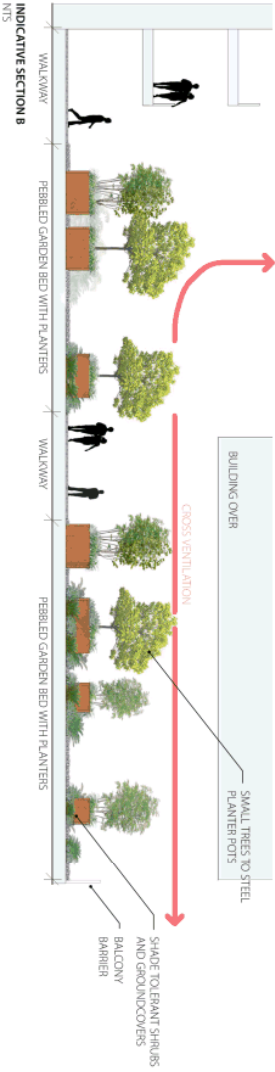 BUILDING OVER
CROSS VENTILATION
SMALL TREES TO STEEL
PLANTER POTS
SHADE TOLERANT SHRUBS
AND GROUNDCOVERS
BALCONY
BARRIER
WALKWAY
PEBBLED GARDEN BED WITH PLANTERS
WALKWAY
PEBBLED GARDEN BED WITH PLANTERS
INDICATIVE SECTION B
NTS